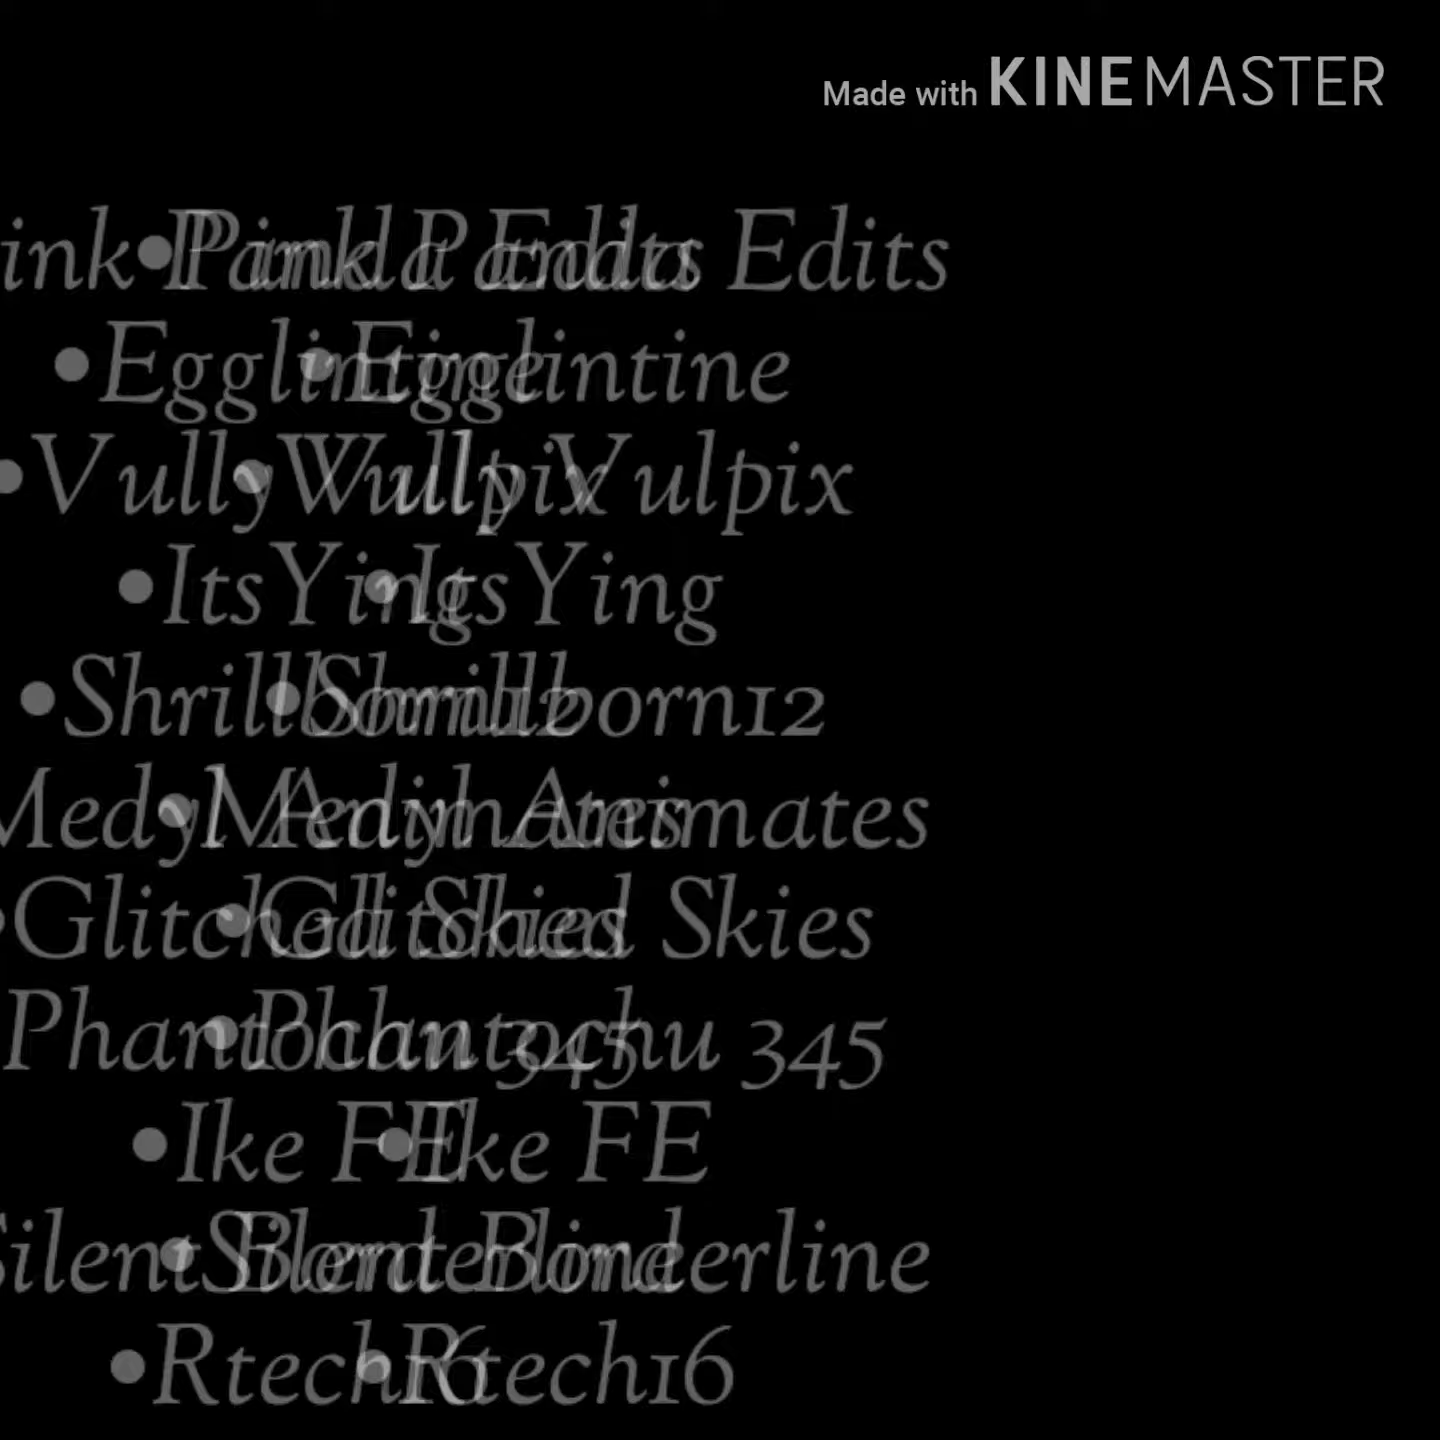 Made with KINEMASTER
•Pink Panda Edits
•Egglintine
•Vully Vulpix
•ItsYing
•Shrillborn12
•Medyl Animates
•Glitched Skies
•Phantochu 345
•Ike FE
•Silent Borderline
•Rtech16